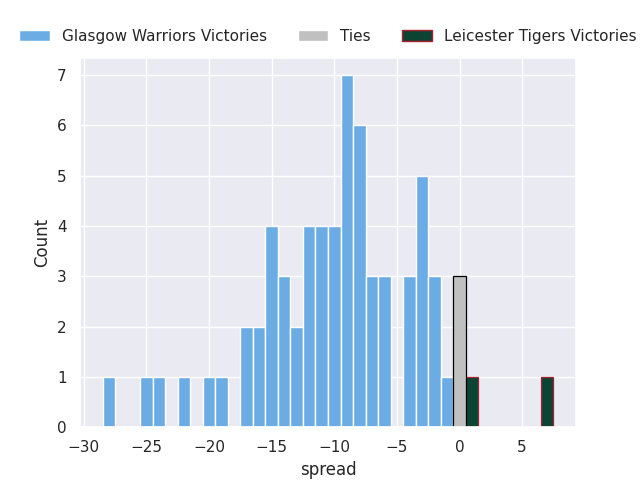 Glasgow Warriors Victories Ties Leicester Tigers Victories
7
6
5
4
3
2
1
0
Count
−30 −25 −20 −15 −10 −5 0 5
spread